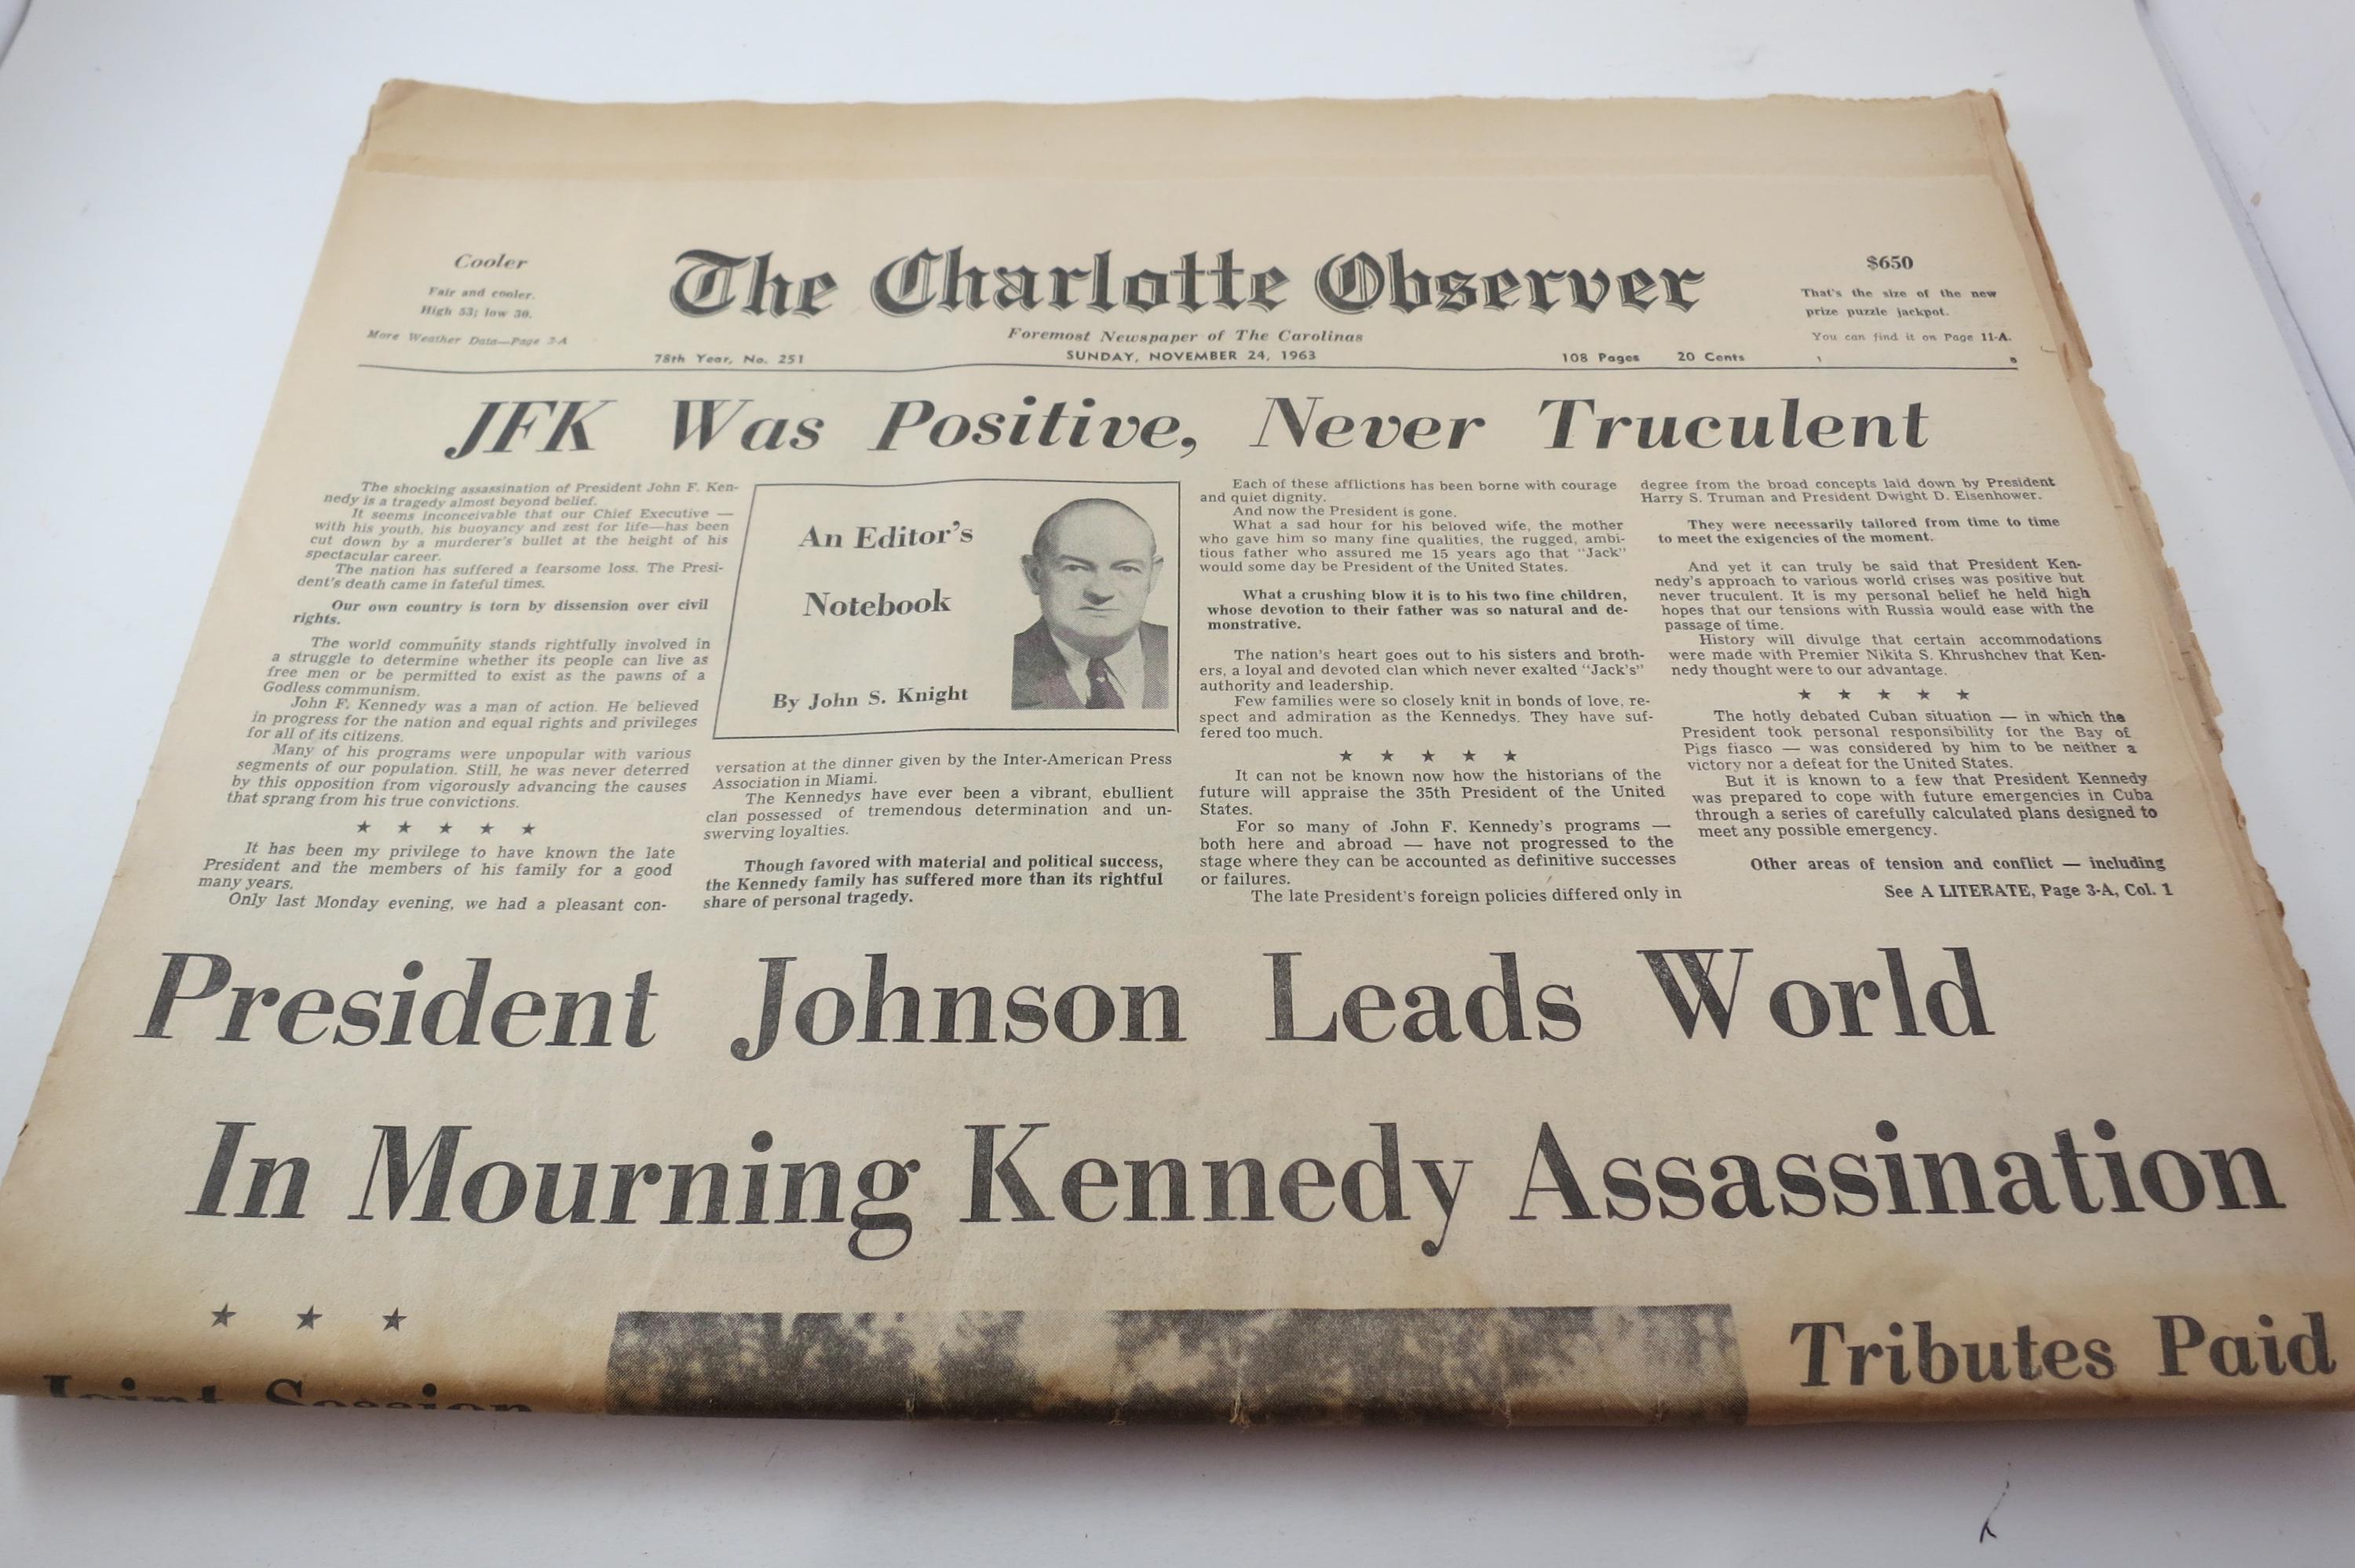 Cooler
Fair and cooler.
High 53; low 30.
More Weather Data—Page 3-A
The Charlotte Observer
Foremost Newspaper of The Carolinas
78th Year, No. 251
SUNDAY, NOVEMBER 24, 1963
108 Pages 20 Cents
$650
That's the size of the new
prize puzzle jackpot.
You can find it on Page 11-A.
JFK Was Positive, Never Truculent
The shocking assassination of President John F. Ken-
nedy is a tragedy almost beyond belief.
It seems inconceivable that our Chief Executive —
with his youth, his buoyancy and zest for life—has been
cut down by a murderer's bullet at the height of his
spectacular career.
The nation has suffered a fearsome loss. The Presi-
dent's death came in fateful times.
Our own country is torn by dissension over civil
rights.
The world community stands rightfully involved in
a struggle to determine whether its people can live as
free men or be permitted to exist as the pawns of a
Godless communism.
John F. Kennedy was a man of action. He believed
in progress for the nation and equal rights and privileges
for all of its citizens.
Many of his programs were unpopular with various
segments of our population. Still, he was never deterred
by this opposition from vigorously advancing the causes
that sprang from his true convictions.
★ ★ ★ ★ ★
It has been my privilege to have known the late
President and the members of his family for a good
many years.
Only last Monday evening, we had a pleasant con-
An Editor's
Notebook
By John S. Knight
versation at the dinner given by the Inter-American Press
Association in Miami.
The Kennedys have ever been a vibrant, ebullient
clan possessed of tremendous determination and un-
swerving loyalties.
Though favored with material and political success,
the Kennedy family has suffered more than its rightful
share of personal tragedy.
Each of these afflictions has been borne with courage
and quiet dignity.
And now the President is gone.
What a sad hour for his beloved wife, the mother
who gave him so many fine qualities, the rugged, ambi-
tious father who assured me 15 years ago that "Jack"
would some day be President of the United States.
What a crushing blow it is to his two fine children,
whose devotion to their father was so natural and de-
monstrative.
The nation's heart goes out to his sisters and broth-
ers, a loyal and devoted clan which never exalted "Jack's"
authority and leadership.
Few families were so closely knit in bonds of love, re-
spect and admiration as the Kennedys. They have suf-
fered too much.
★ ★ ★ ★ ★
It can not be known now how the historians of the
future will appraise the 35th President of the United
States.
For so many of John F. Kennedy's programs —
both here and abroad — have not progressed to the
stage where they can be accounted as definitive successes
or failures.
The late President's foreign policies differed only in
degree from the broad concepts laid down by President
Harry S. Truman and President Dwight D. Eisenhower.
They were necessarily tailored from time to time
to meet the exigencies of the moment.
And yet it can truly be said that President Ken-
nedy's approach to various world crises was positive but
never truculent. It is my personal belief he held high
hopes that our tensions with Russia would ease with the
passage of time.
History will divulge that certain accommodations
were made with Premier Nikita S. Khrushchev that Ken-
nedy thought were to our advantage.
★ ★ ★ ★ ★
The hotly debated Cuban situation — in which the
President took personal responsibility for the Bay of
Pigs fiasco — was considered by him to be neither a
victory nor a defeat for the United States.
But it is known to a few that President Kennedy
was prepared to cope with future emergencies in Cuba
through a series of carefully calculated plans designed to
meet any possible emergency.
Other areas of tension and conflict — including
See A LITERATE, Page 3-A, Col. 1
President Johnson Leads World
In Mourning Kennedy Assassination
★ ★ ★
Joint Session
Tributes Paid